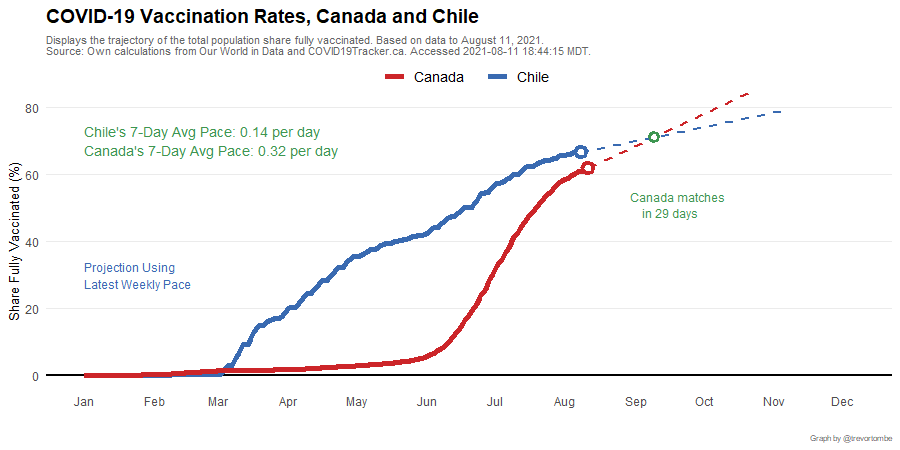 COVID-19 Vaccination Rates, Canada and Chile
Displays the trajectory of the total population share fully vaccinated. Based on data to August 11, 2021.
Source: Own calculations from Our World in Data and COVID19Tracker.ca. Accessed 2021-08-11 18:44:15 MDT.
Canada Chile
Share Fully Vaccinated (%)
80
60
40
20
0
Chile's 7-Day Avg Pace: 0.14 per day
Canada's 7-Day Avg Pace: 0.32 per day
Canada matches
in 29 days
Projection Using
Latest Weekly Pace
Jan Feb Mar Apr May Jun Jul Aug Sep Oct Nov Dec
Graph by @trevortombe